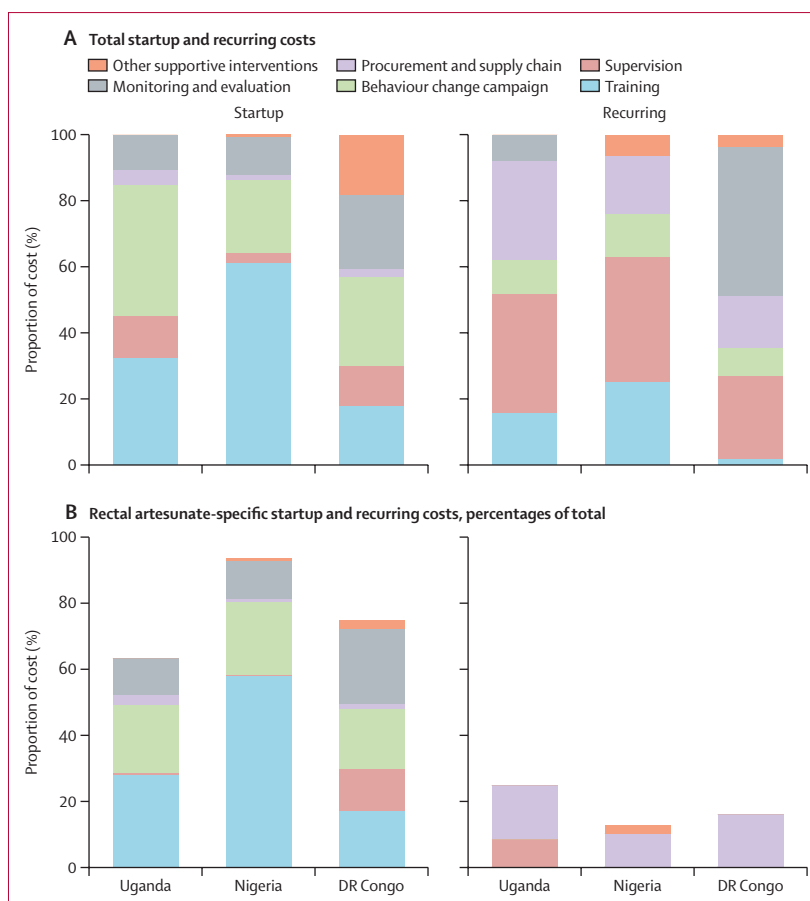 A Total startup and recurring costs
Other supportive interventions
Procurement and supply chain
Supervision
Monitoring and evaluation
Behaviour change campaign
Training
Startup
Recurring
Proportion of cost (%)
100
80
60
40
20
0
B Rectal artesunate-specific startup and recurring costs, percentages of total
Proportion of cost (%)
100
80
60
40
20
0
Uganda
Nigeria
DR Congo
Uganda
Nigeria
DR Congo